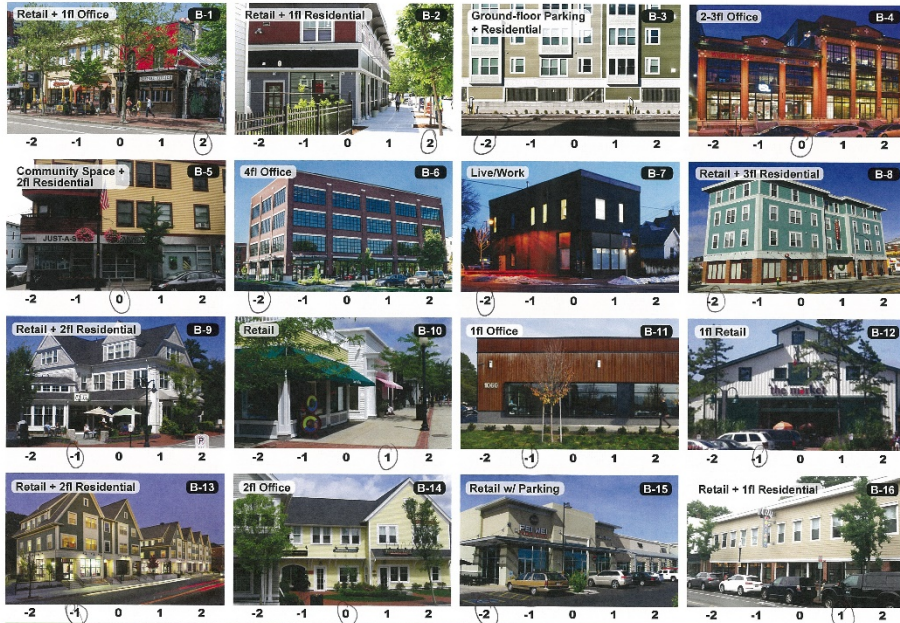 Retail + 1fl Office
B-1
-2 -1 0 1 2
Retail + 1fl Residential
B-2
-2 -1 0 1 2
Ground-floor Parking
+ Residential
B-3
-2 -1 0 1 2
2-3fl Office
B-4
-2 -1 0 1 2
Community Space +
2fl Residential
B-5
-2 -1 0 1 2
4fl Office
B-6
-2 -1 0 1 2
Live/Work
B-7
-2 -1 0 1 2
Retail + 3fl Residential
B-8
-2 -1 0 1 2
Retail + 2fl Residential
B-9
P
-2 -1 0 1 2
Retail
B-10
-2 -1 0 1 2
1fl Office
B-11
-2 -1 0 1 2
1fl Retail
B-12
the market
-2 -1 0 1 2
Retail + 2fl Residential
B-13
-2 -1 0 1 2
2fl Office
B-14
-2 -1 0 1 2
Retail w/ Parking
B-15
-2 -1 0 1 2
Retail + 1fl Residential
B-16
-2 -1 0 1 2